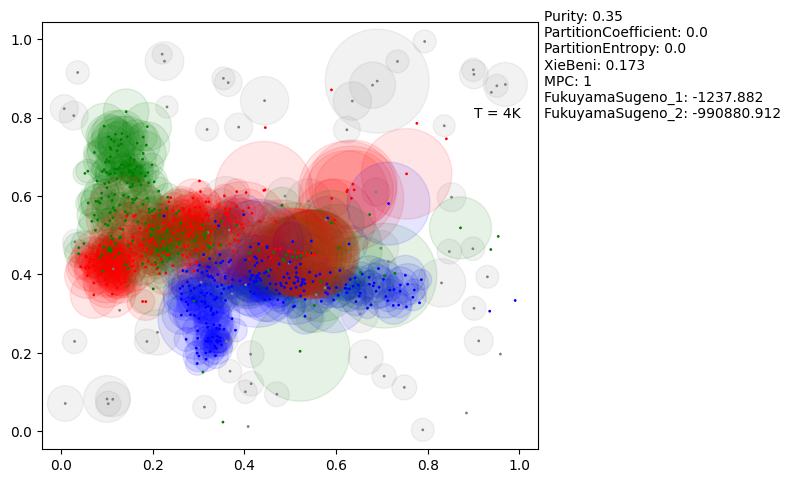 Purity: 0.35
PartitionCoefficient: 0.0
PartitionEntropy: 0.0
XieBeni: 0.173
MPC: 1
FukuyamaSugeno_1: -1237.882
FukuyamaSugeno_2: -990880.912
T = 4K
1.0
0.8
0.6
0.4
0.2
0.0
0.0 0.2 0.4 0.6 0.8 1.0